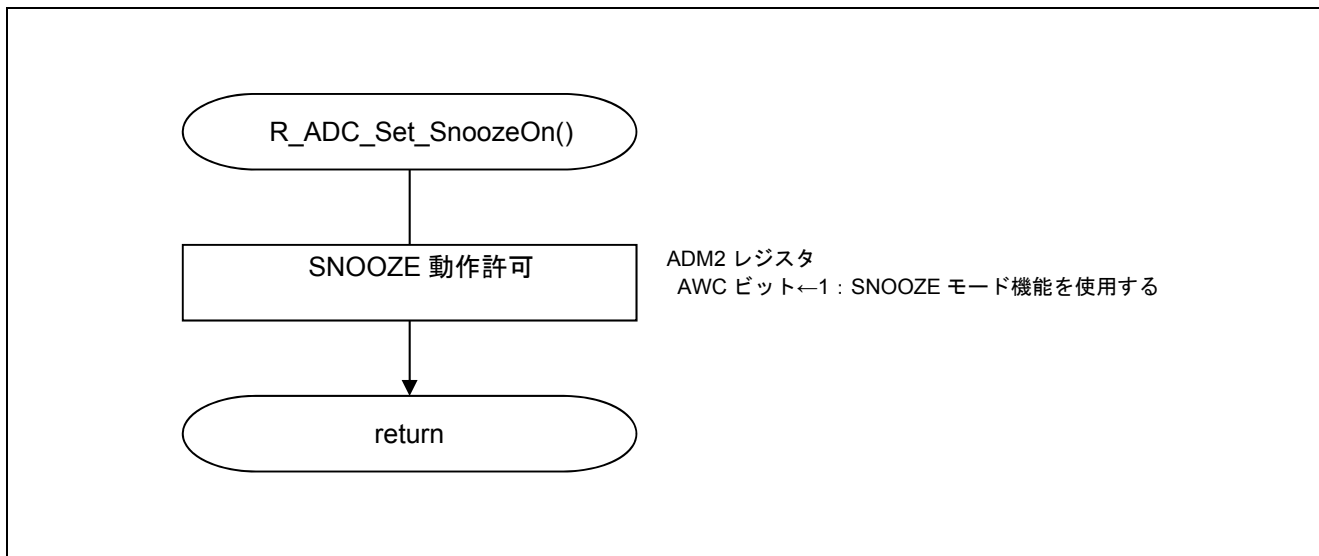 R_ADC_Set_SnoozeOn()
SNOOZE 動作許可
ADM2 レジスタ
AWC ビット←1：SNOOZE モード機能を使用する
return